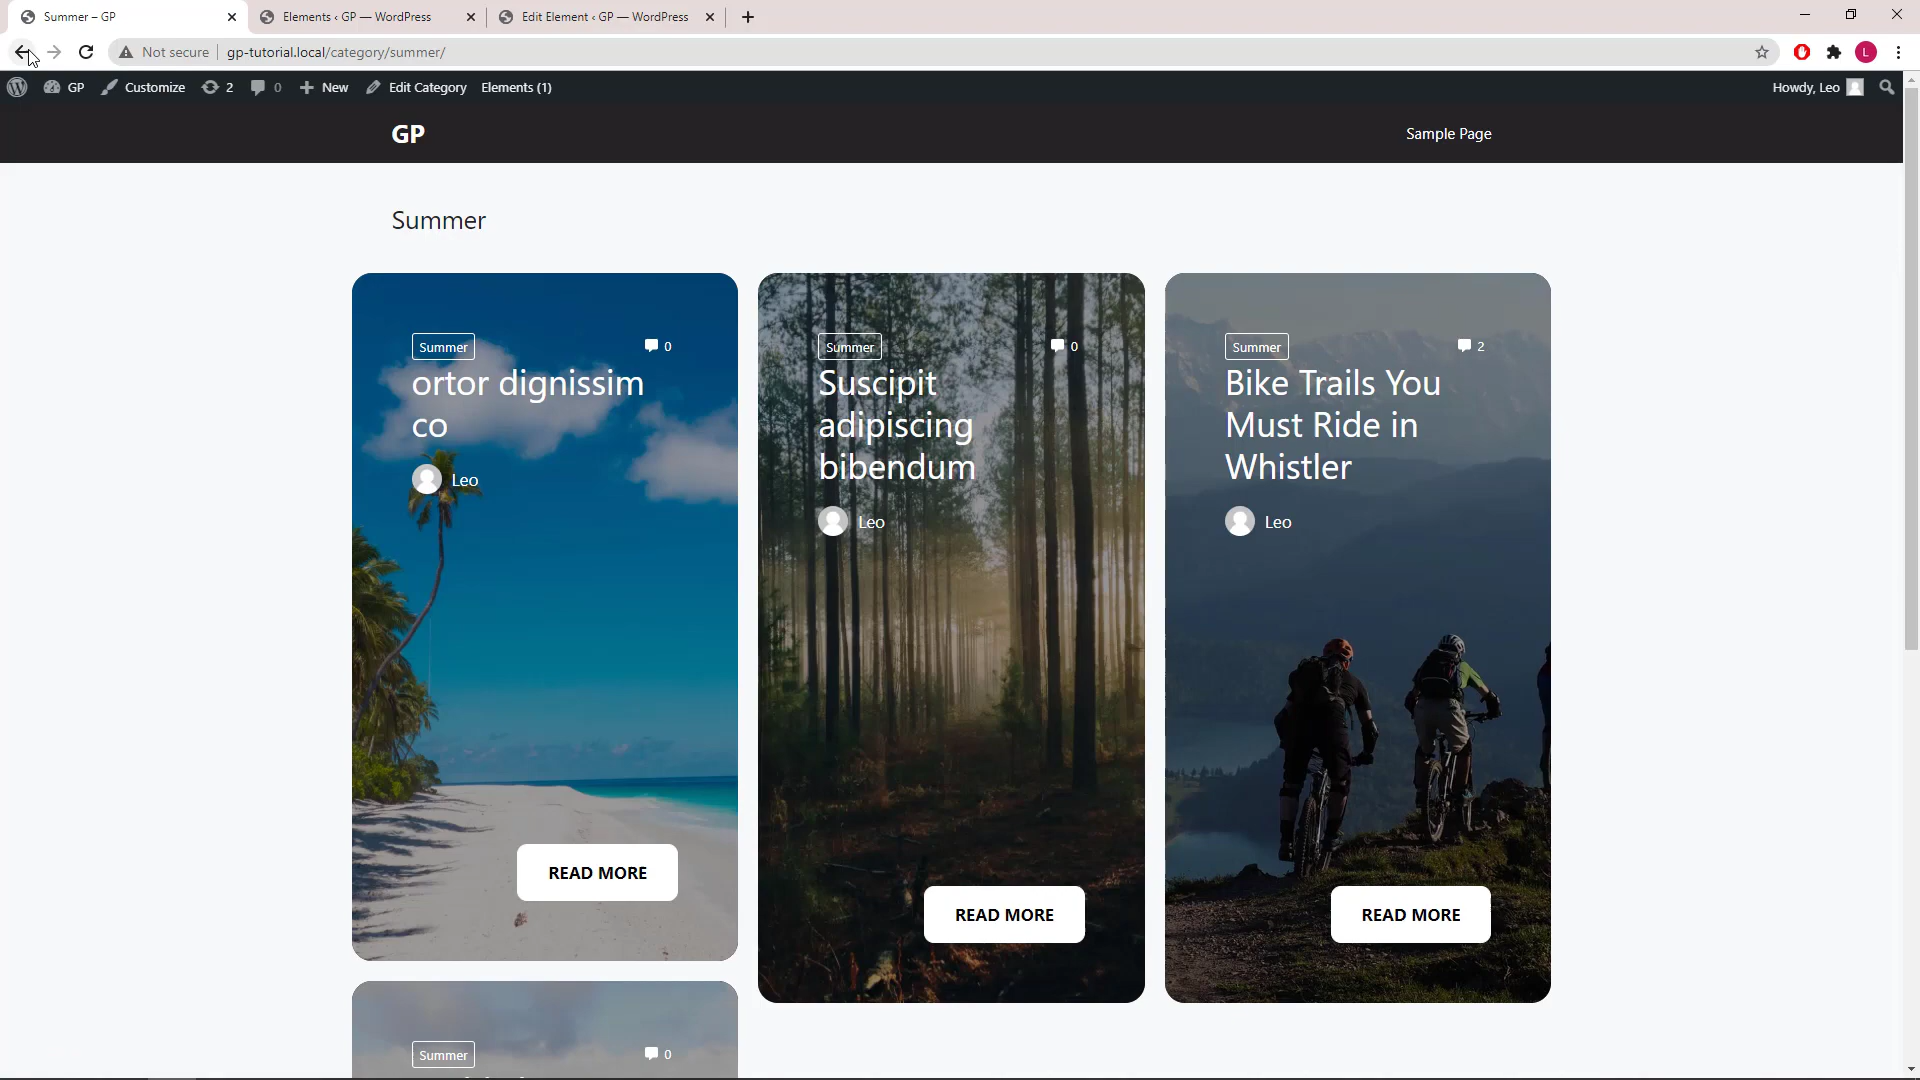 Summer – GP
Elements ‹ GP — WordPress
Edit Element ‹ GP — WordPress
Not secure
gp-tutorial.local/category/summer/
L
GP
Customize
2
0
New
Edit Category
Elements (1)
Howdy, Leo
GP
Sample Page
Summer
Summer
0
ortor dignissim
co
Leo
READ MORE
Summer
0
Suscipit
adipiscing
bibendum
Leo
READ MORE
Summer
2
Bike Trails You
Must Ride in
Whistler
Leo
READ MORE
Summer
0